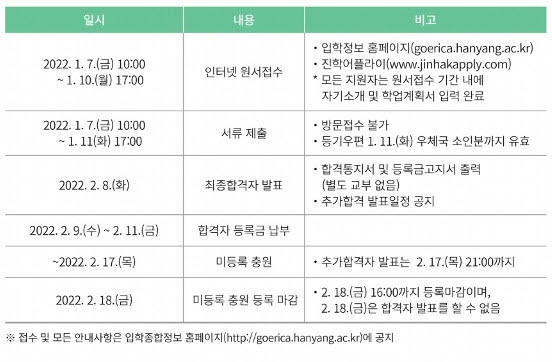 일시 내용 비고
2022. 1. 7.(금) 10:00
~ 1. 10.(월) 17:00
인터넷 원서접수
• 입학정보 홈페이지(goerica.hanyang.ac.kr)
• 진학어플라이(www.jinhakapply.com)
* 모든 지원자는 원서접수 기간 내에
자기소개 및 학업계획서 입력 완료
2022. 1. 7.(금) 10:00
~ 1. 11(화) 17:00
서류 제출
• 방문접수 불가
• 등기우편 1. 11.(화) 우체국 소인분까지 유효
2022. 2. 8.(화)
최종합격자 발표
• 합격통지서 및 등록금고지서 출력
(별도 교부 없음)
• 추가합격 발표일정 공지
2022. 2. 9.(수) ~ 2. 11.(금) 합격자 등록금 납부
~2022. 2. 17.(목) 미등록 충원 • 추가합격자 발표는 2. 17.(목) 21:00까지
2022. 2. 18.(금)
미등록 충원 등록 마감
• 2. 18.(금) 16:00까지 등록마감이며,
2. 18.(금)은 합격자 발표를 할 수 없음
※ 접수 및 모든 안내사항은 입학종합정보 홈페이지(http://goerica.hanyang.ac.kr)에 공지